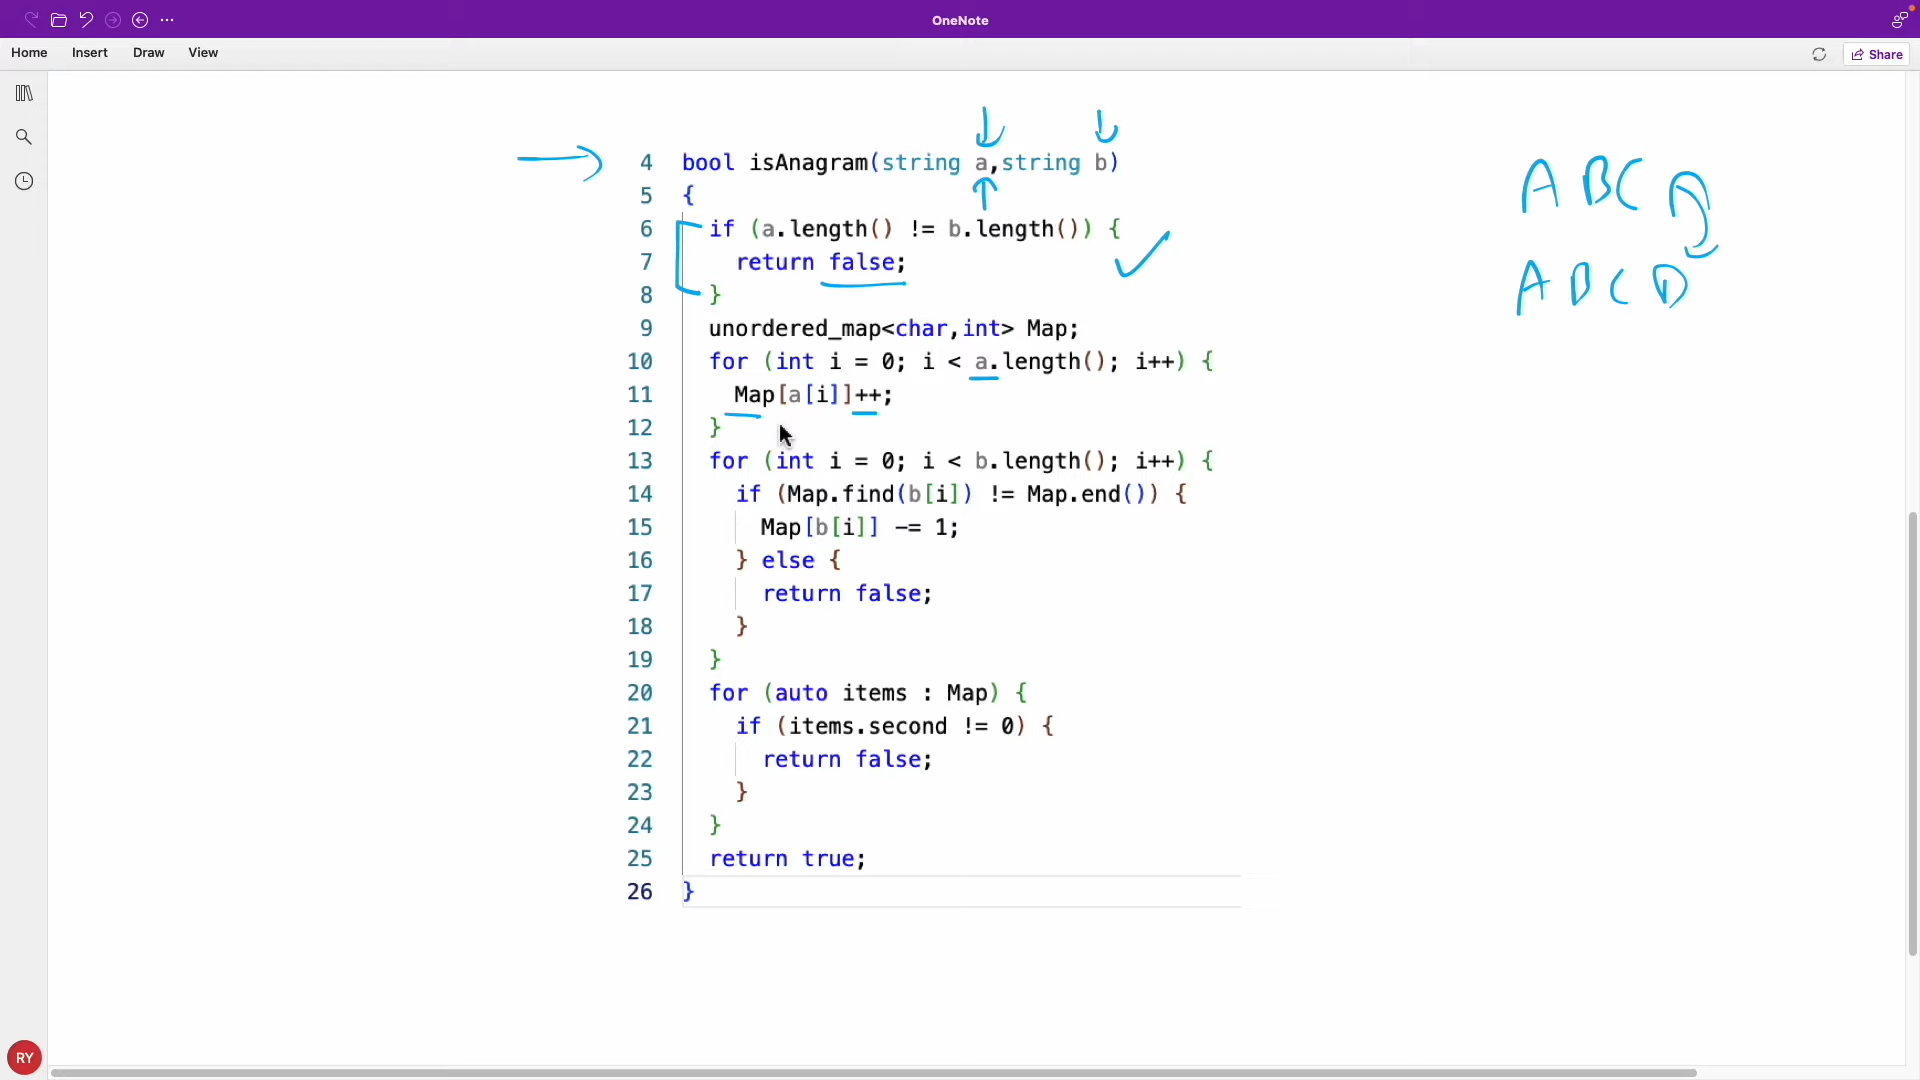 OneNote
Home Insert Draw View
Share
4 bool isAnagram(string a,string b)
5 {
6 if (a.length() != b.length()) {
7 return false;
8 }
9 unordered_map<char,int> Map;
10 for (int i = 0; i < a.length(); i++) {
11 Map[a[i]]++;
12 }
13 for (int i = 0; i < b.length(); i++) {
14 if (Map.find(b[i]) != Map.end()) {
15 Map[b[i]] -= 1;
16 } else {
17 return false;
18 }
19 }
20 for (auto items : Map) {
21 if (items.second != 0) {
22 return false;
23 }
24 }
25 return true;
26 }
A B C
A B C D
RY